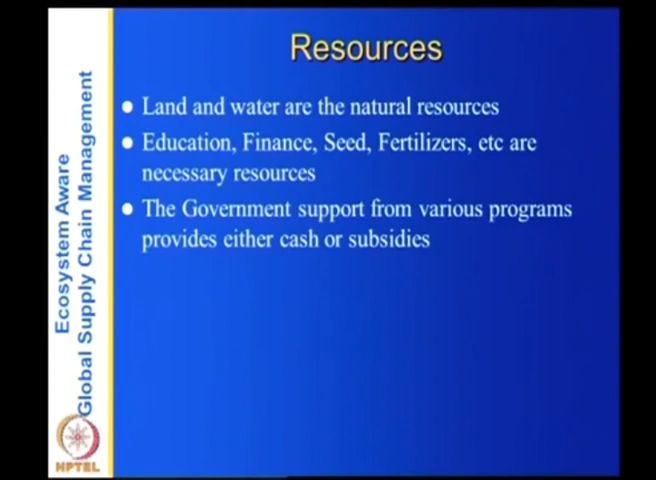 Resources
Land and water are the natural resources
Education, Finance, Seed, Fertilizers, etc are
necessary resources
The Government support from various programs
provides either cash or subsidies
Ecosystem Aware
Global Supply Chain Management
NPTEL